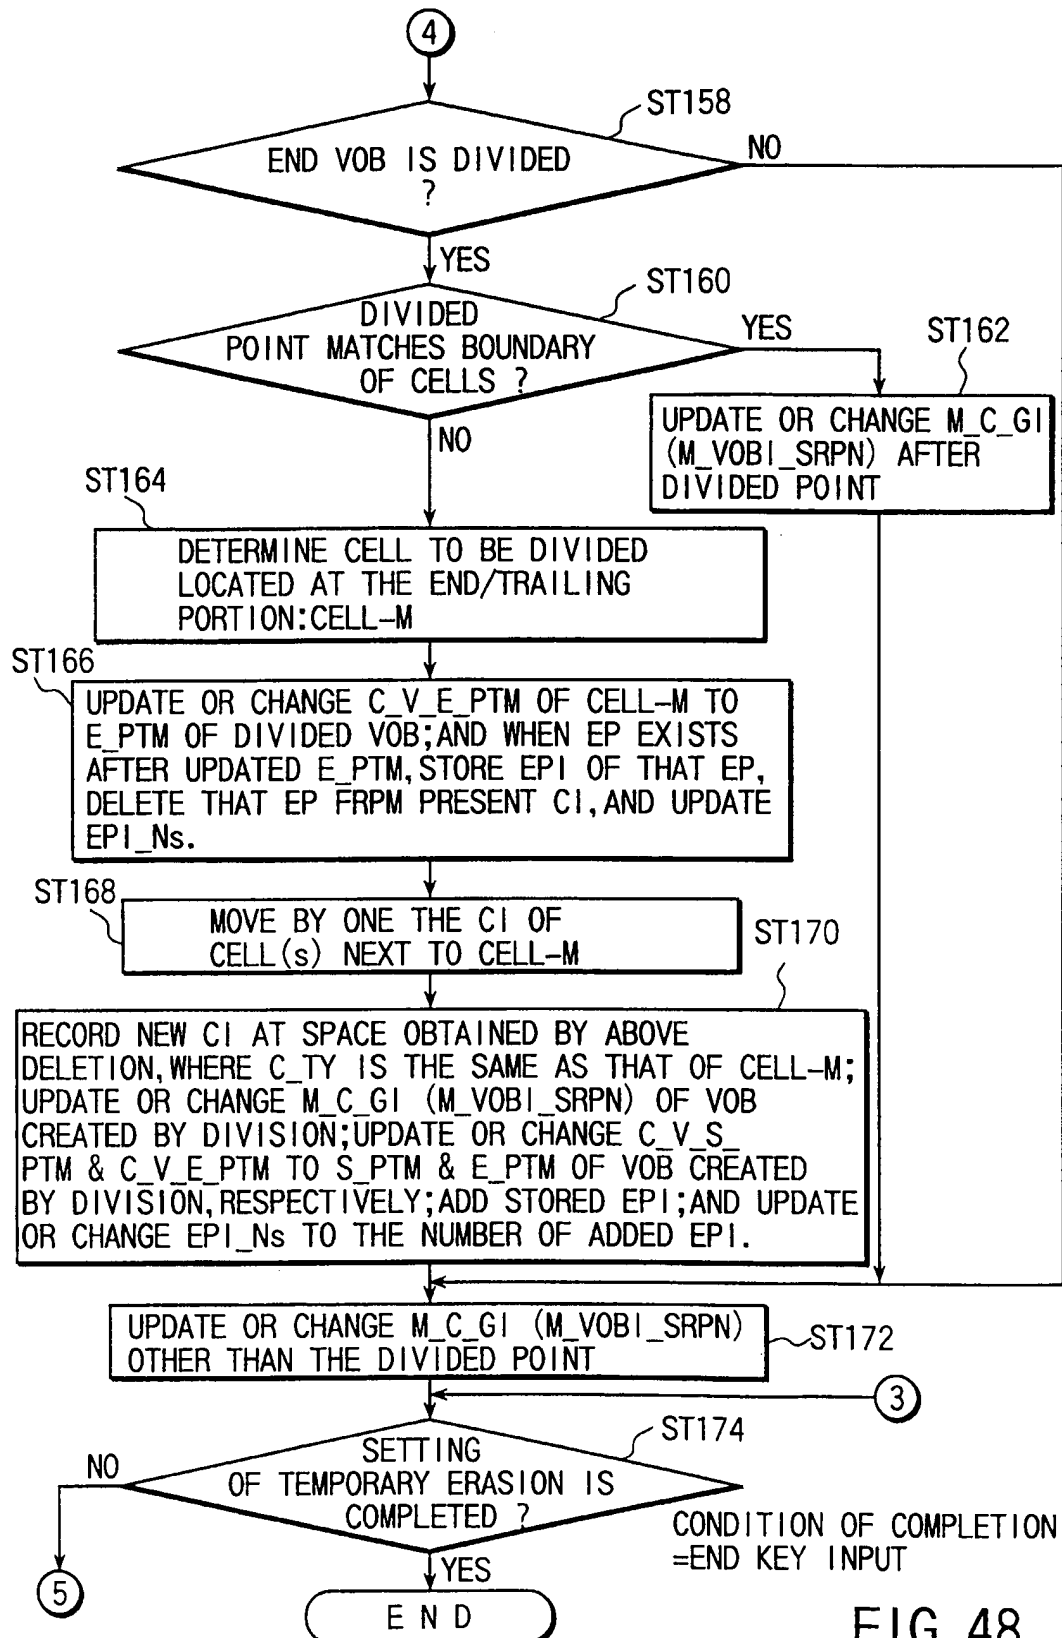 4
ST158
END VOB IS DIVIDED
?
NO
YES
ST160
DIVIDED
POINT MATCHES BOUNDARY
OF CELLS ?
YES
ST162
UPDATE OR CHANGE M_C_GI
(M_VOBI_SRPN) AFTER
DIVIDED POINT
NO
ST164
DETERMINE CELL TO BE DIVIDED
LOCATED AT THE END/TRAILING
PORTION:CELL-M
ST166
UPDATE OR CHANGE C_V_E_PTM OF CELL-M TO
E_PTM OF DIVIDED VOB;AND WHEN EP EXISTS
AFTER UPDATED E_PTM,STORE EPI OF THAT EP,
DELETE THAT EP FRPM PRESENT CI,AND UPDATE
EPI_Ns.
ST168
MOVE BY ONE THE CI OF
CELL(s) NEXT TO CELL-M
ST170
RECORD NEW CI AT SPACE OBTAINED BY ABOVE
DELETION,WHERE C_TY IS THE SAME AS THAT OF CELL-M;
UPDATE OR CHANGE M_C_GI (M_VOBI_SRPN) OF VOB
CREATED BY DIVISION;UPDATE OR CHANGE C_V_S_
PTM & C_V_E_PTM TO S_PTM & E_PTM OF VOB CREATED
BY DIVISION,RESPECTIVELY;ADD STORED EPI;AND UPDATE
OR CHANGE EPI_Ns TO THE NUMBER OF ADDED EPI.
UPDATE OR CHANGE M_C_GI (M_VOBI_SRPN)
OTHER THAN THE DIVIDED POINT
ST172
3
ST174
SETTING
OF TEMPORARY ERASION IS
COMPLETED ?
NO
CONDITION OF COMPLETION
=END KEY INPUT
YES
5
END
FIG. 48